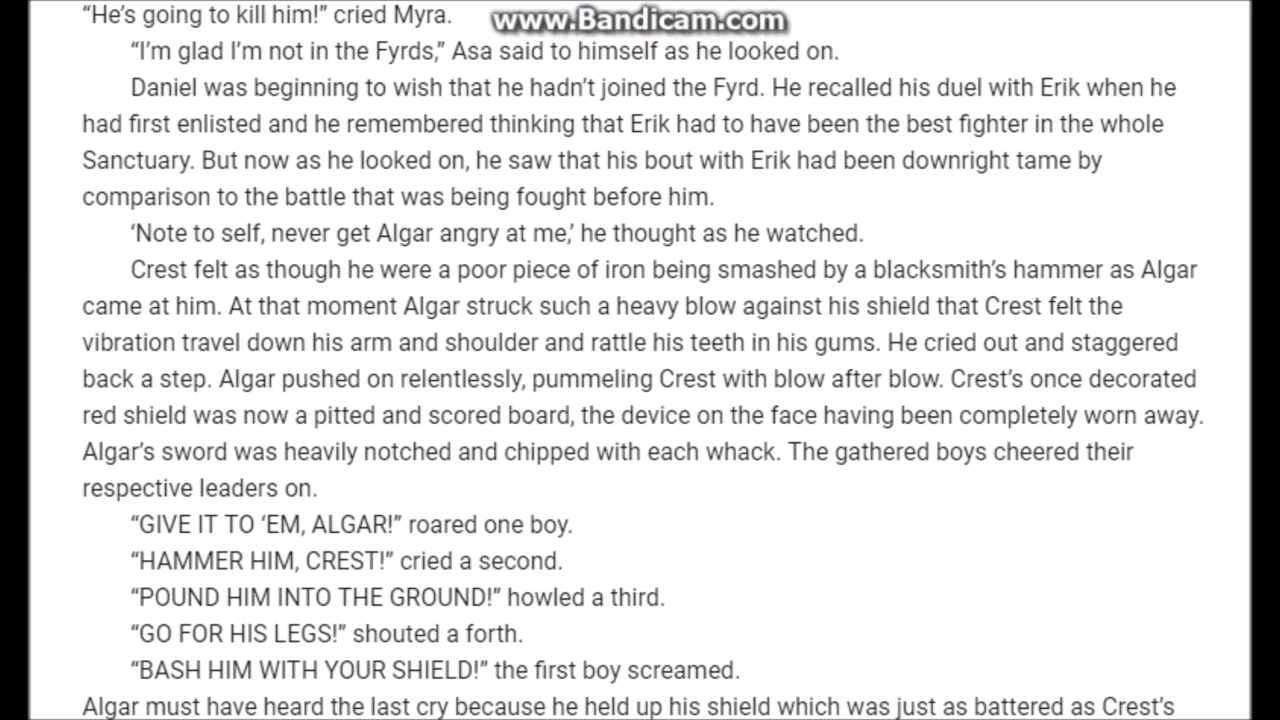 www.Bandicam.com
“He’s going to kill him!” cried Myra.
“I’m glad I’m not in the Fyrds,” Asa said to himself as he looked on.
Daniel was beginning to wish that he hadn’t joined the Fyrd. He recalled his duel with Erik when he
had first enlisted and he remembered thinking that Erik had to have been the best fighter in the whole
Sanctuary. But now as he looked on, he saw that his bout with Erik had been downright tame by
comparison to the battle that was being fought before him.
‘Note to self, never get Algar angry at me,’ he thought as he watched.
Crest felt as though he were a poor piece of iron being smashed by a blacksmith’s hammer as Algar
came at him. At that moment Algar struck such a heavy blow against his shield that Crest felt the
vibration travel down his arm and shoulder and rattle his teeth in his gums. He cried out and staggered
back a step. Algar pushed on relentlessly, pummeling Crest with blow after blow. Crest’s once decorated
red shield was now a pitted and scored board, the device on the face having been completely worn away.
Algar’s sword was heavily notched and chipped with each whack. The gathered boys cheered their
respective leaders on.
“GIVE IT TO ‘EM, ALGAR!” roared one boy.
“HAMMER HIM, CREST!” cried a second.
“POUND HIM INTO THE GROUND!” howled a third.
“GO FOR HIS LEGS!” shouted a forth.
“BASH HIM WITH YOUR SHIELD!” the first boy screamed.
Algar must have heard the last cry because he held up his shield which was just as battered as Crest’s